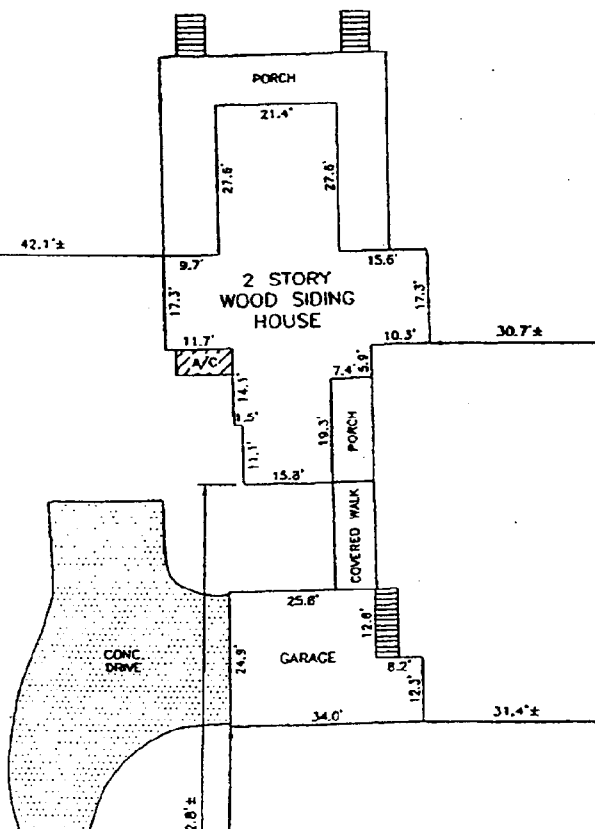 PORCH
21.4'
27.6'
27.6'
42.1'±
9.7'
15.6'
2 STORY
WOOD SIDING
HOUSE
17.3'
17.3'
11.7'
10.3'
30.7'±
A/C
5.9'
7.4'
14.1'
1.5'
19.3'
PORCH
11.1'
15.8'
COVERED WALK
25.8'
12.6'
CONC.
DRIVE
24.9'
GARAGE
8.2'
12.3'
34.0'
31.4'±
2.8'±